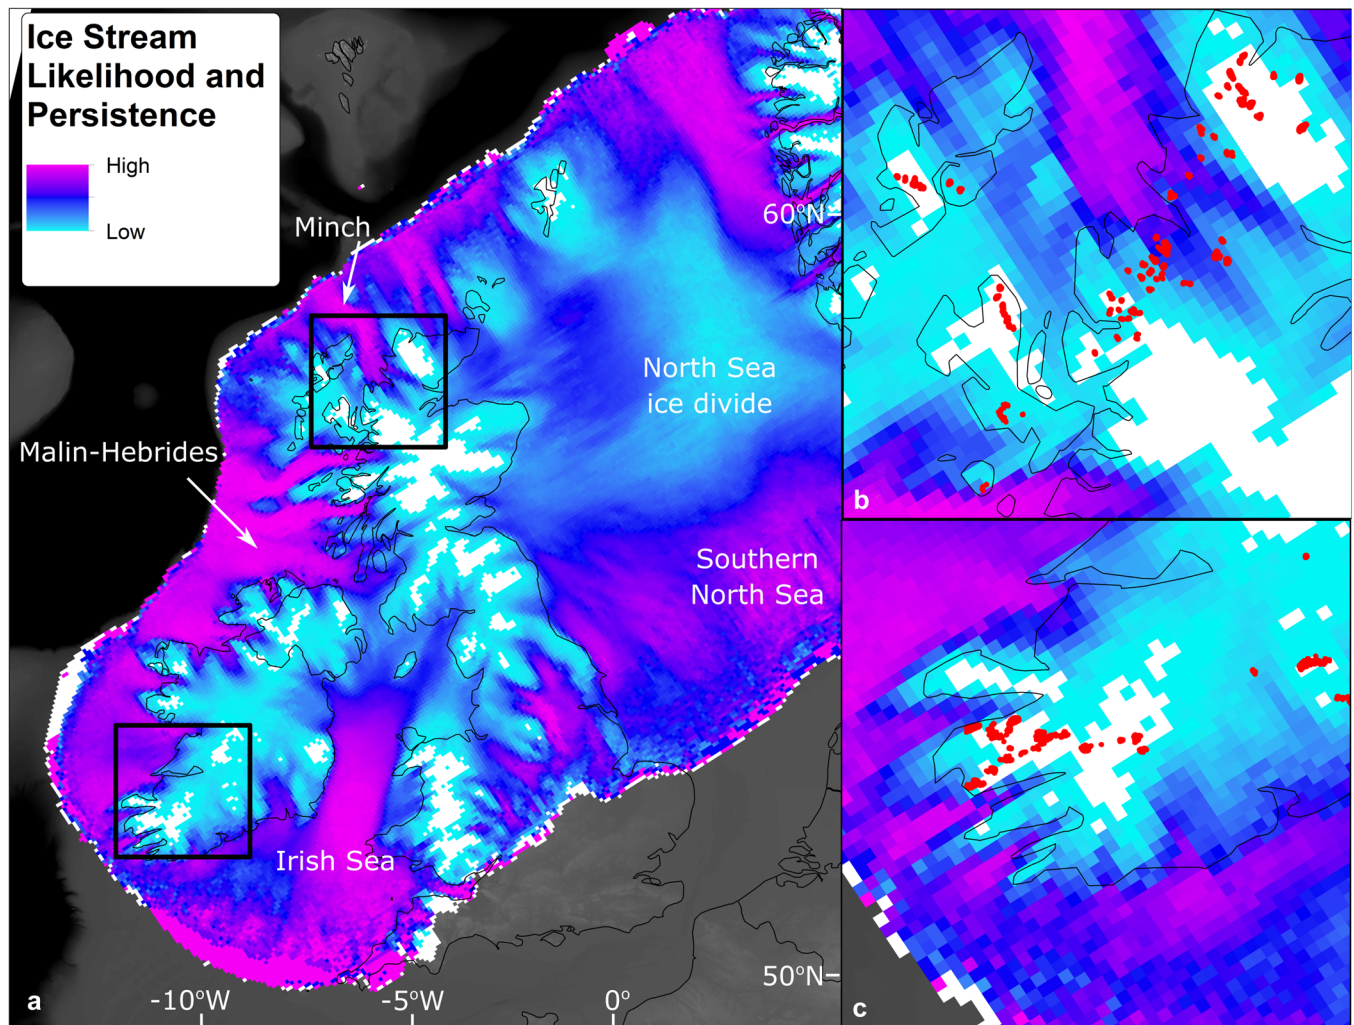 Ice Stream
Likelihood and
Persistence
High
Low
Minch
Malin-Hebrides
60°N
North Sea
ice divide
Southern
North Sea
Irish Sea
50°N
-10°W
-5°W
0°
a
b
c